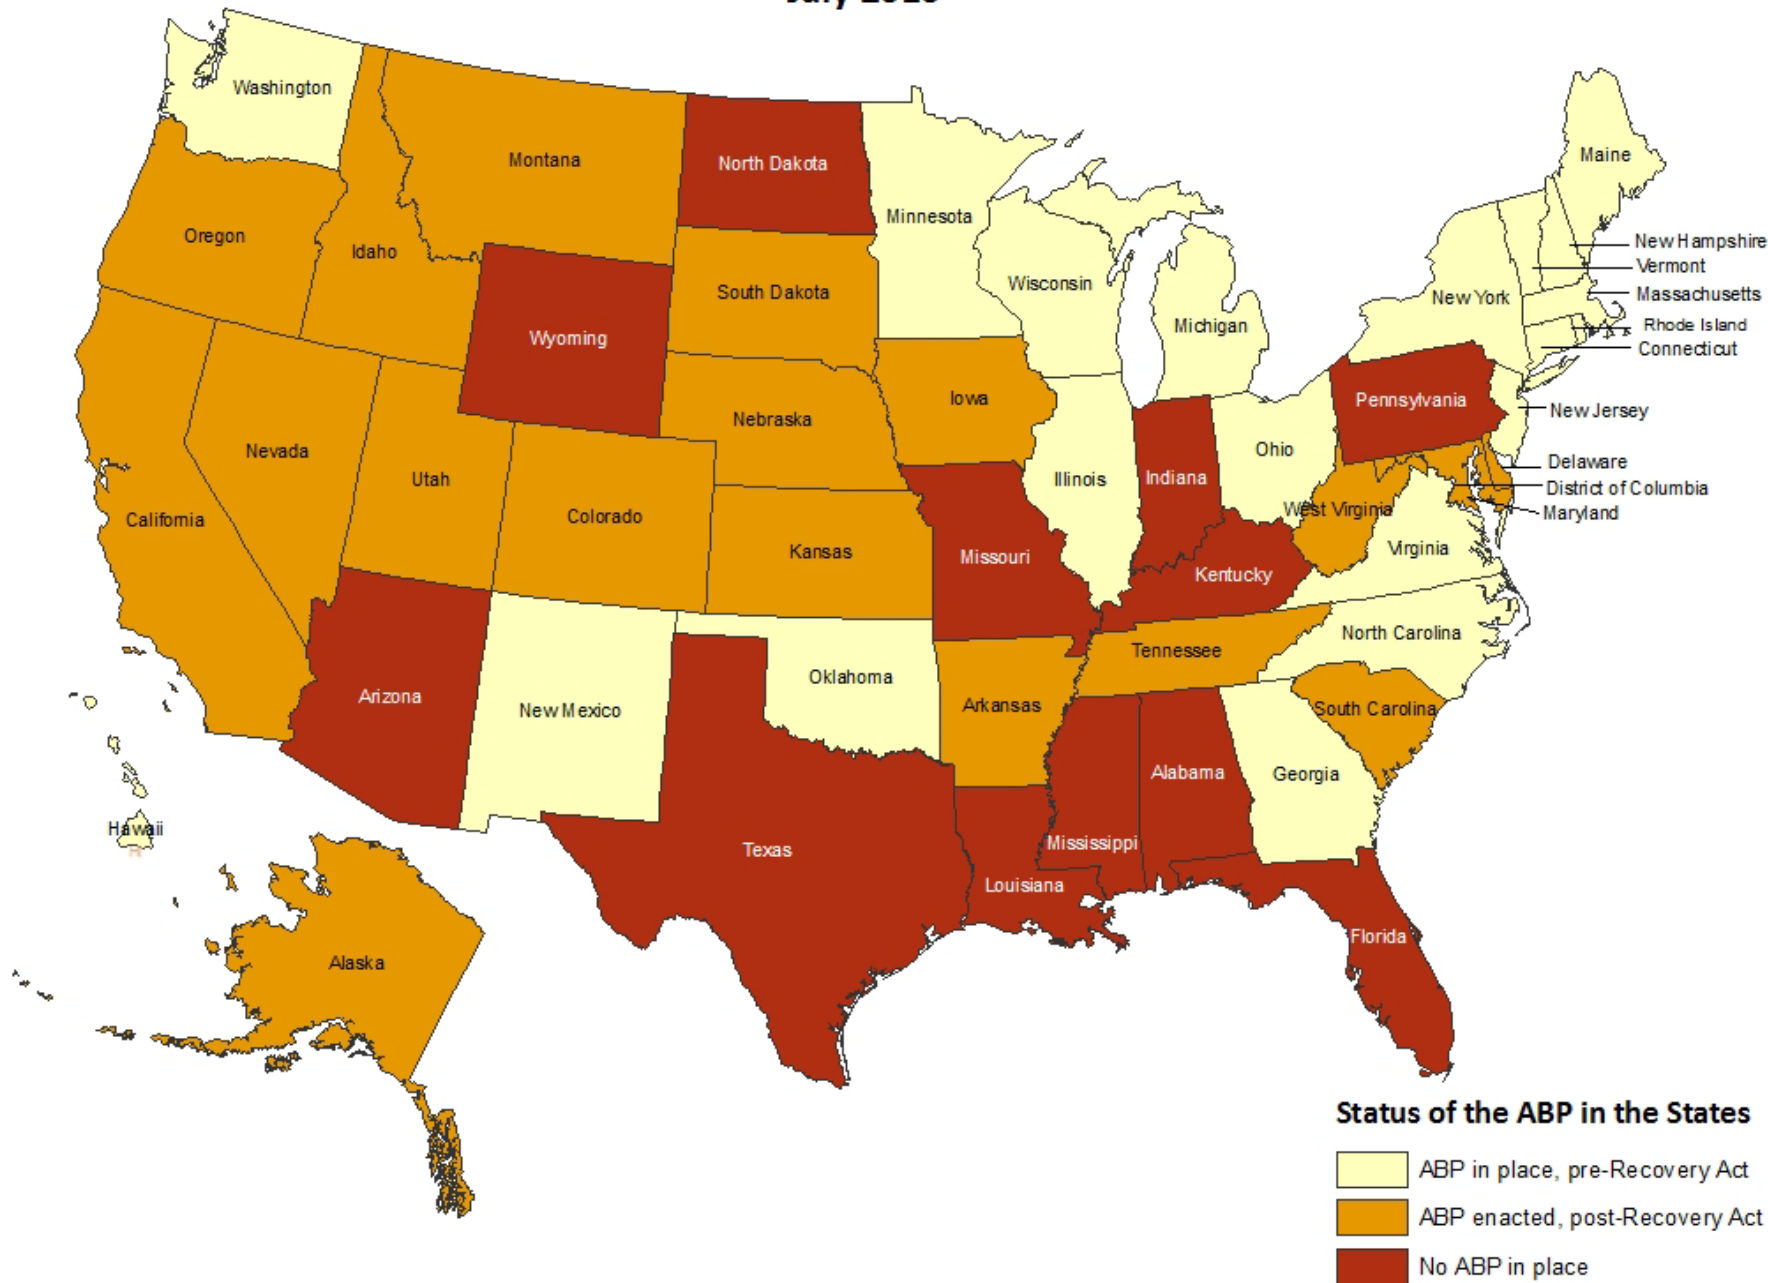 Washington
Montana
North Dakota
Minnesota
Maine
Oregon
Idaho
South Dakota
Wisconsin
Michigan
New York
New Hampshire
Vermont
Massachusetts
Rhode Island
Connecticut
Wyoming
Nebraska
Iowa
Pennsylvania
New Jersey
Nevada
Utah
Colorado
Illinois
Indiana
Ohio
Delaware
District of Columbia
Maryland
California
Kansas
Missouri
West Virginia
Virginia
Kentucky
Arizona
New Mexico
Oklahoma
Arkansas
Tennessee
North Carolina
South Carolina
Hawaii
HI
Texas
Louisiana
Mississippi
Alabama
Georgia
Florida
Alaska
Status of the ABP in the States
ABP in place, pre-Recovery Act
ABP enacted, post-Recovery Act
No ABP in place